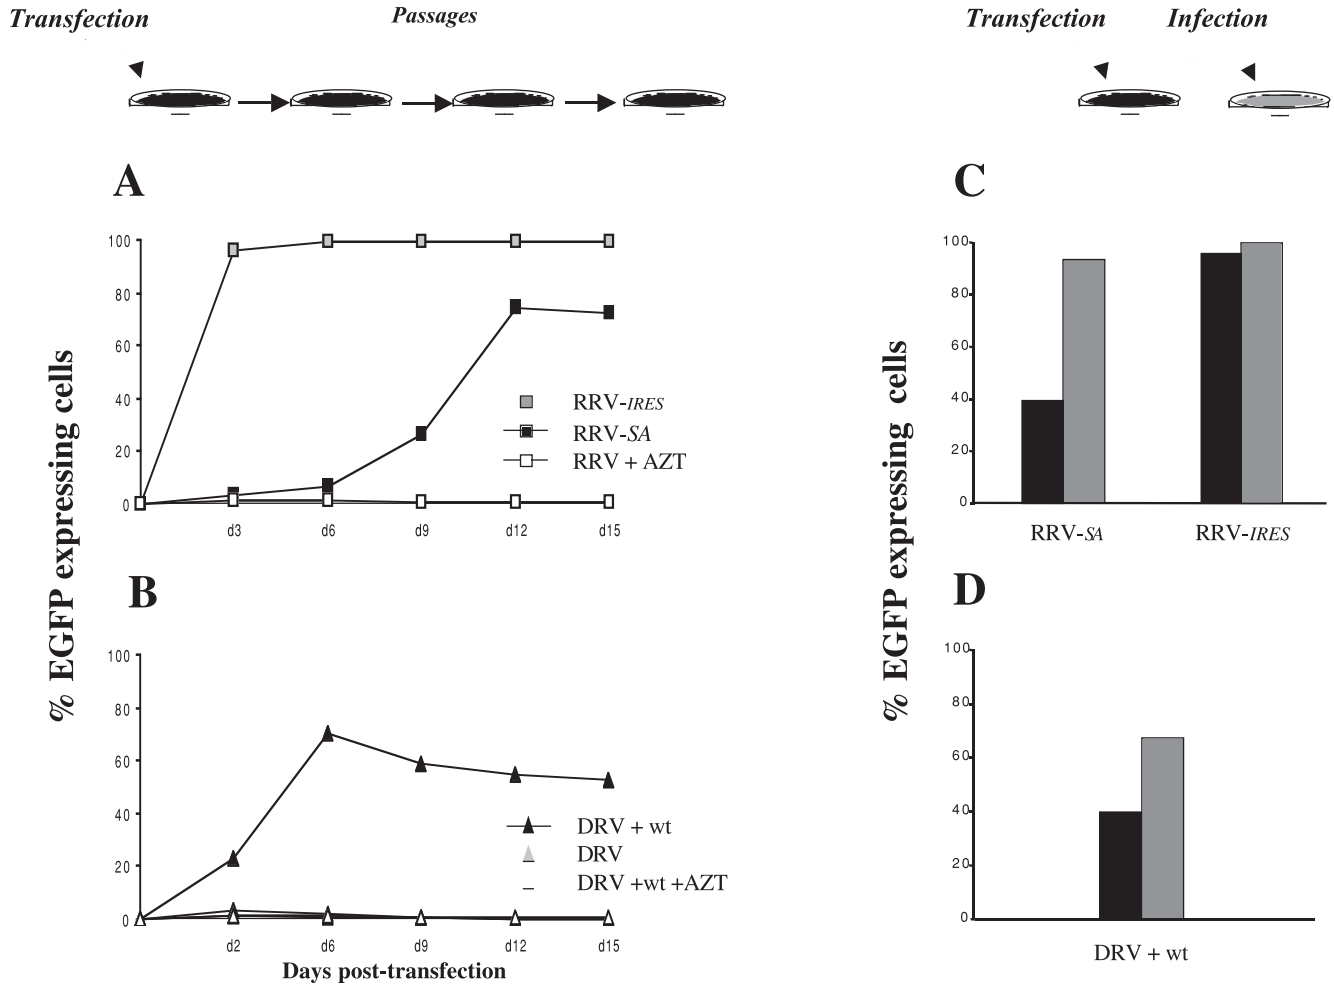 Transfection
Passages
Transfection
Infection
A
% EGFP expressing cells
100
80
60
40
20
0
d3
d6
d9
d12
d15
RRV-IRES
RRV-SA
RRV + AZT
B
100
80
60
40
20
0
d2
d6
d9
d12
d15
DRV + wt
DRV
DRV +wt +AZT
Days post-transfection
C
% EGFP expressing cells
100
80
60
40
20
0
RRV-SA
RRV-IRES
D
100
80
60
40
20
0
DRV + wt